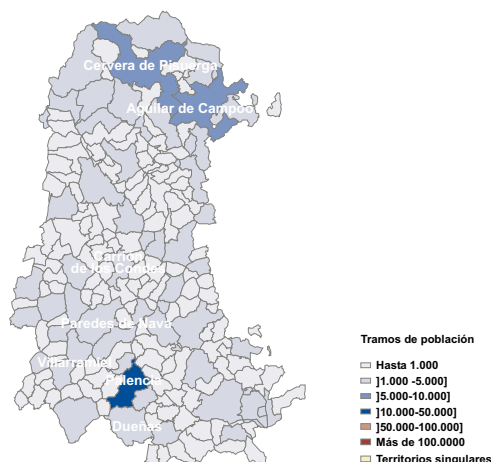 Cervera de Pisuerga
Aguilar de Campoo
Carrión
de los Condes
Paredes de Nava
Villarramiel
Palencia
Dueñas
Tramos de población
Hasta 1.000
]1.000 -5.000]
]5.000-10.000]
]10.000-50.000]
]50.000-100.000]
Más de 100.0000
Territorios singulares